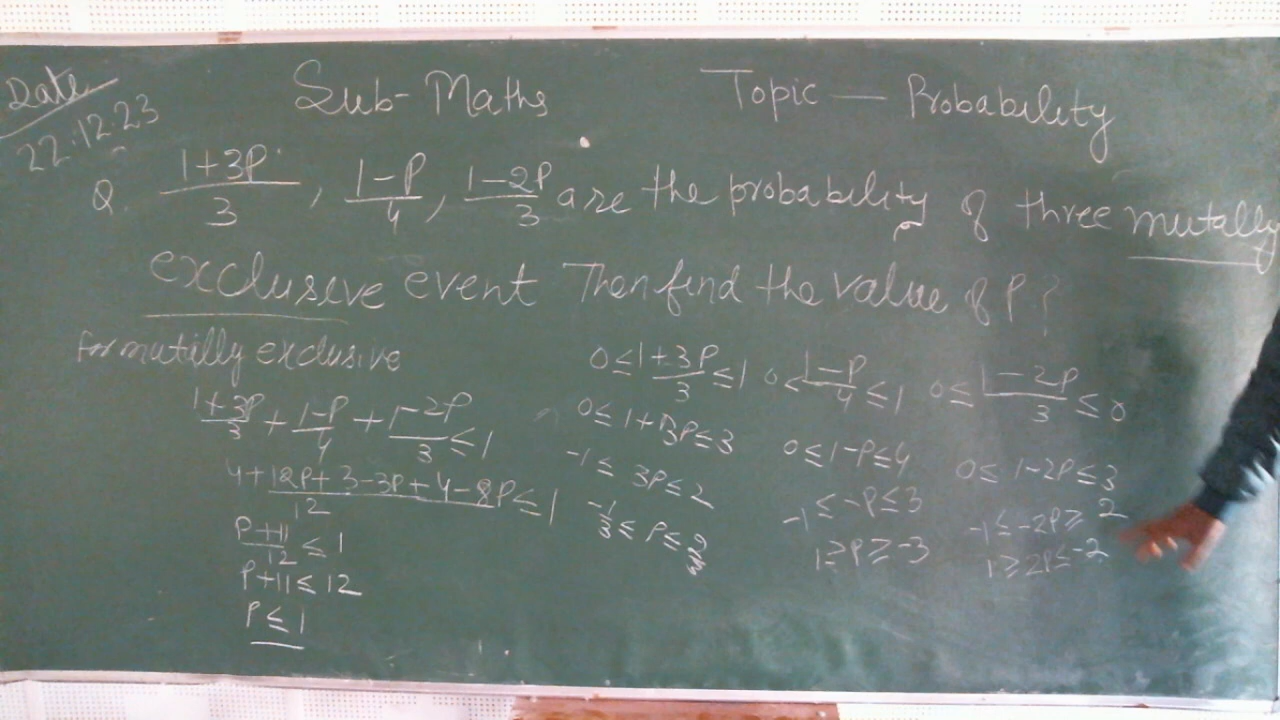 Date 22.12.23 Sub- Maths Topic — Probability
Q. (1+3P)/3 , (1-P)/4 , (1-2P)/3 are the probability of three mutally
exclusive event Then find the value of P?
for mutally exclusive
(1+3P)/3 + (1-P)/4 + (1-2P)/3 ≤ 1
(4+12P+3-3P+4-8P)/12 ≤ 1
(P+11)/12 ≤ 1
P+11 ≤ 12
P ≤ 1
0 ≤ (1+3P)/3 ≤ 1
0 ≤ 1+3P ≤ 3
-1 ≤ 3P ≤ 2
-1/3 ≤ P ≤
0 ≤ (1-P)/4 ≤ 1
0 ≤ 1-P ≤ 4
-1 ≤ -P ≤ 3
1 ≥ P ≥ -3
0 ≤ (1-2P)/3 ≤ 0
0 ≤ 1-2P ≤ 3
-1 ≤ -2P ≥ 2
1 ≥ 2P ≤ -2